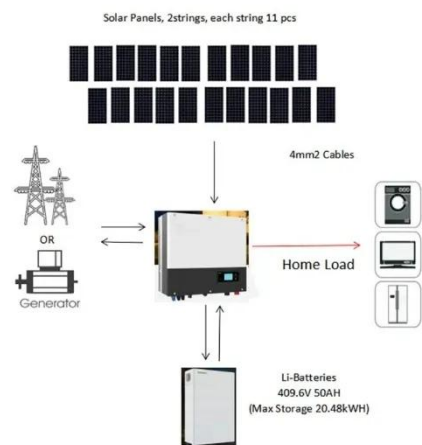 Solar Panels, 2strings, each string 11 pcs
4mm2 Cables
OR
Generator
Home Load
Li-Batteries
409.6V 50AH
(Max Storage 20.48kWH)